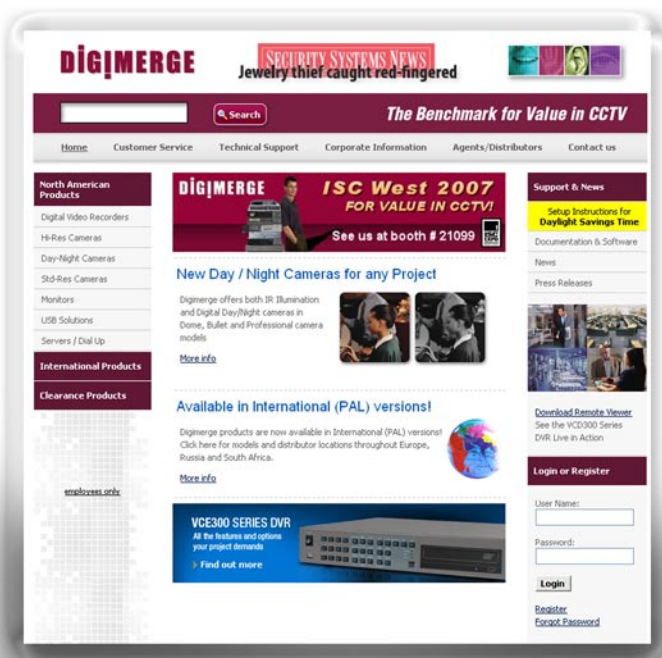 DIGIMERGE
SECURITY SYSTEMS NEWS
Jewelry thief caught red-fingered
Search
The Benchmark for Value in CCTV
Home Customer Service Technical Support Corporate Information Agents/Distributors Contact us
North American
Products
Digital Video Recorders
Hi-Res Cameras
Day-Night Cameras
Std-Res Cameras
Monitors
USB Solutions
Servers / Dial Up
International Products
Clearance Products
employees only
DIGIMERGE
ISC West 2007
FOR VALUE IN CCTV!
See us at booth # 21099
New Day / Night Cameras for any Project
Digimerge offers both IR Illumination
and Digital Day/Night cameras in
Dome, Bullet and Professional camera
models
More info
Available in International (PAL) versions!
Digimerge products are now available in International (PAL) versions!
Click here for models and distributor locations throughout Europe,
Russia and South Africa.
More info
VCE300 SERIES DVR
All the features and options
your project demands
Find out more
Support & News
Setup Instructions for
Daylight Savings Time
Documentation & Software
News
Press Releases
Download Remote Viewer
See the VCD300 Series
DVR Live in Action
Login or Register
User Name:
Password:
Login
Register
Forgot Password